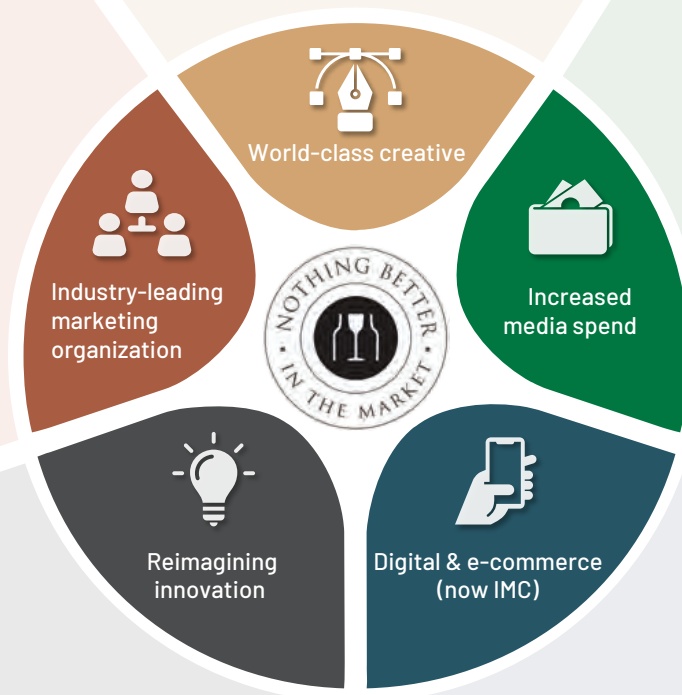 World-class creative
Industry-leading
marketing
organization
NOTHING BETTER
• IN THE MARKET •
Increased
media spend
Reimagining
innovation
Digital & e-commerce
(now IMC)